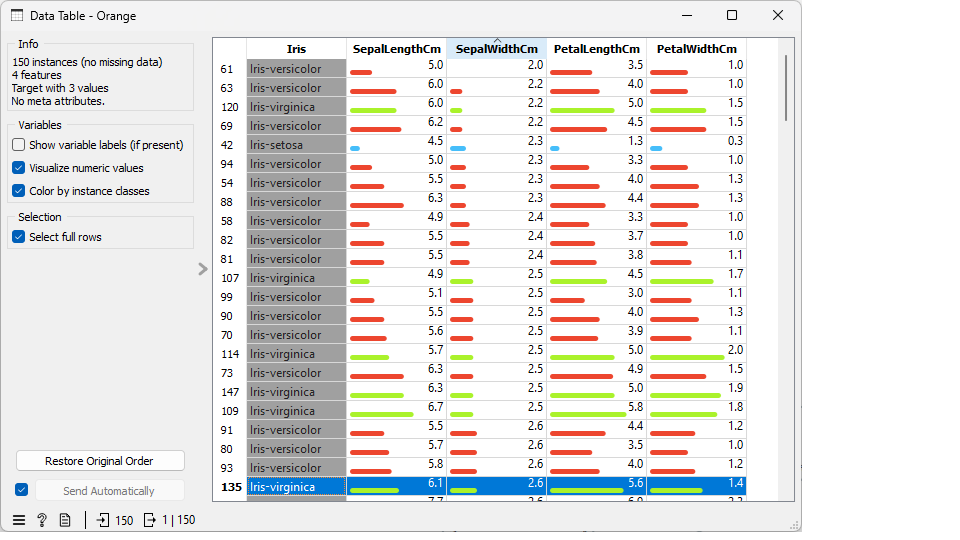 Data Table - Orange
Info
150 instances (no missing data)
4 features
Target with 3 values
No meta attributes.
Variables
Show variable labels (if present)
Visualize numeric values
Color by instance classes
Selection
Select full rows
Restore Original Order
Send Automatically
Iris SepalLengthCm SepalWidthCm PetalLengthCm PetalWidthCm
61 Iris-versicolor 5.0 2.0 3.5 1.0
63 Iris-versicolor 6.0 2.2 4.0 1.0
120 Iris-virginica 6.0 2.2 5.0 1.5
69 Iris-versicolor 6.2 2.2 4.5 1.5
42 Iris-setosa 4.5 2.3 1.3 0.3
94 Iris-versicolor 5.0 2.3 3.3 1.0
54 Iris-versicolor 5.5 2.3 4.0 1.3
88 Iris-versicolor 6.3 2.3 4.4 1.3
58 Iris-versicolor 4.9 2.4 3.3 1.0
82 Iris-versicolor 5.5 2.4 3.7 1.0
81 Iris-versicolor 5.5 2.4 3.8 1.1
107 Iris-virginica 4.9 2.5 4.5 1.7
99 Iris-versicolor 5.1 2.5 3.0 1.1
90 Iris-versicolor 5.5 2.5 4.0 1.3
70 Iris-versicolor 5.6 2.5 3.9 1.1
114 Iris-virginica 5.7 2.5 5.0 2.0
73 Iris-versicolor 6.3 2.5 4.9 1.5
147 Iris-virginica 6.3 2.5 5.0 1.9
109 Iris-virginica 6.7 2.5 5.8 1.8
91 Iris-versicolor 5.5 2.6 4.4 1.2
80 Iris-versicolor 5.7 2.6 3.5 1.0
93 Iris-versicolor 5.8 2.6 4.0 1.2
135 Iris-virginica 6.1 2.6 5.6 1.4
150 1 | 150